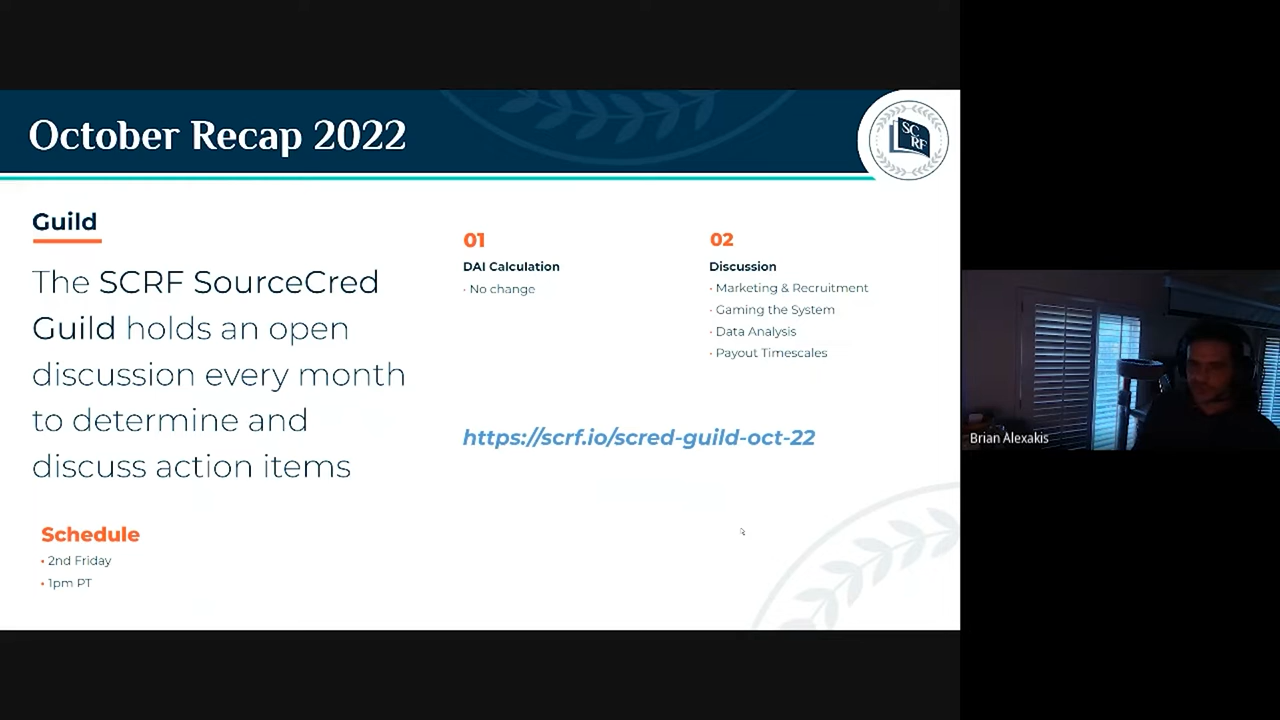 October Recap 2022
SC
RF
Guild
The SCRF SourceCred
Guild holds an open
discussion every month
to determine and
discuss action items
Schedule
• 2nd Friday
• 1pm PT
01
DAI Calculation
· No change
02
Discussion
· Marketing & Recruitment
· Gaming the System
· Data Analysis
· Payout Timescales
https://scrf.io/scred-guild-oct-22
Brian Alexakis